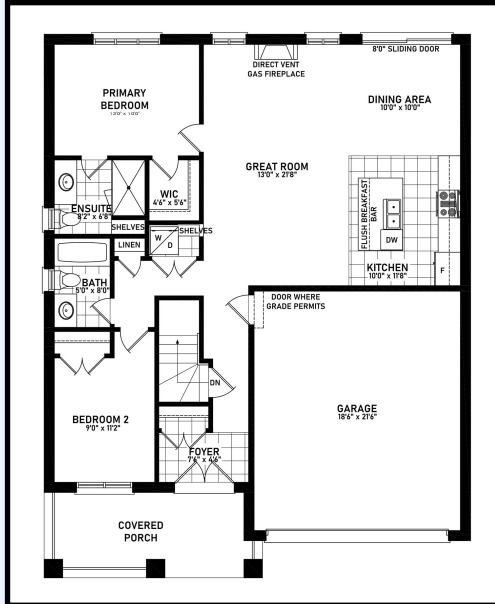 8'0" SLIDING DOOR
DIRECT VENT
GAS FIREPLACE
PRIMARY
BEDROOM
DINING AREA
10'0" x 10'0"
GREAT ROOM
13'0" x 21'8"
WIC
4'6" x 5'6"
ENSUITE
8'2" x 6'8"
FLUSH BREAKFAST
BAR
SHELVES
SHELVES
W
D
DW
LINEN
KITCHEN
10'0" x 11'8"
F
BATH
5'0" x 8'0"
DOOR WHERE
GRADE PERMITS
DN
GARAGE
18'6" x 21'6"
BEDROOM 2
9'0" x 11'2"
FOYER
7'6" x 4'6"
COVERED
PORCH